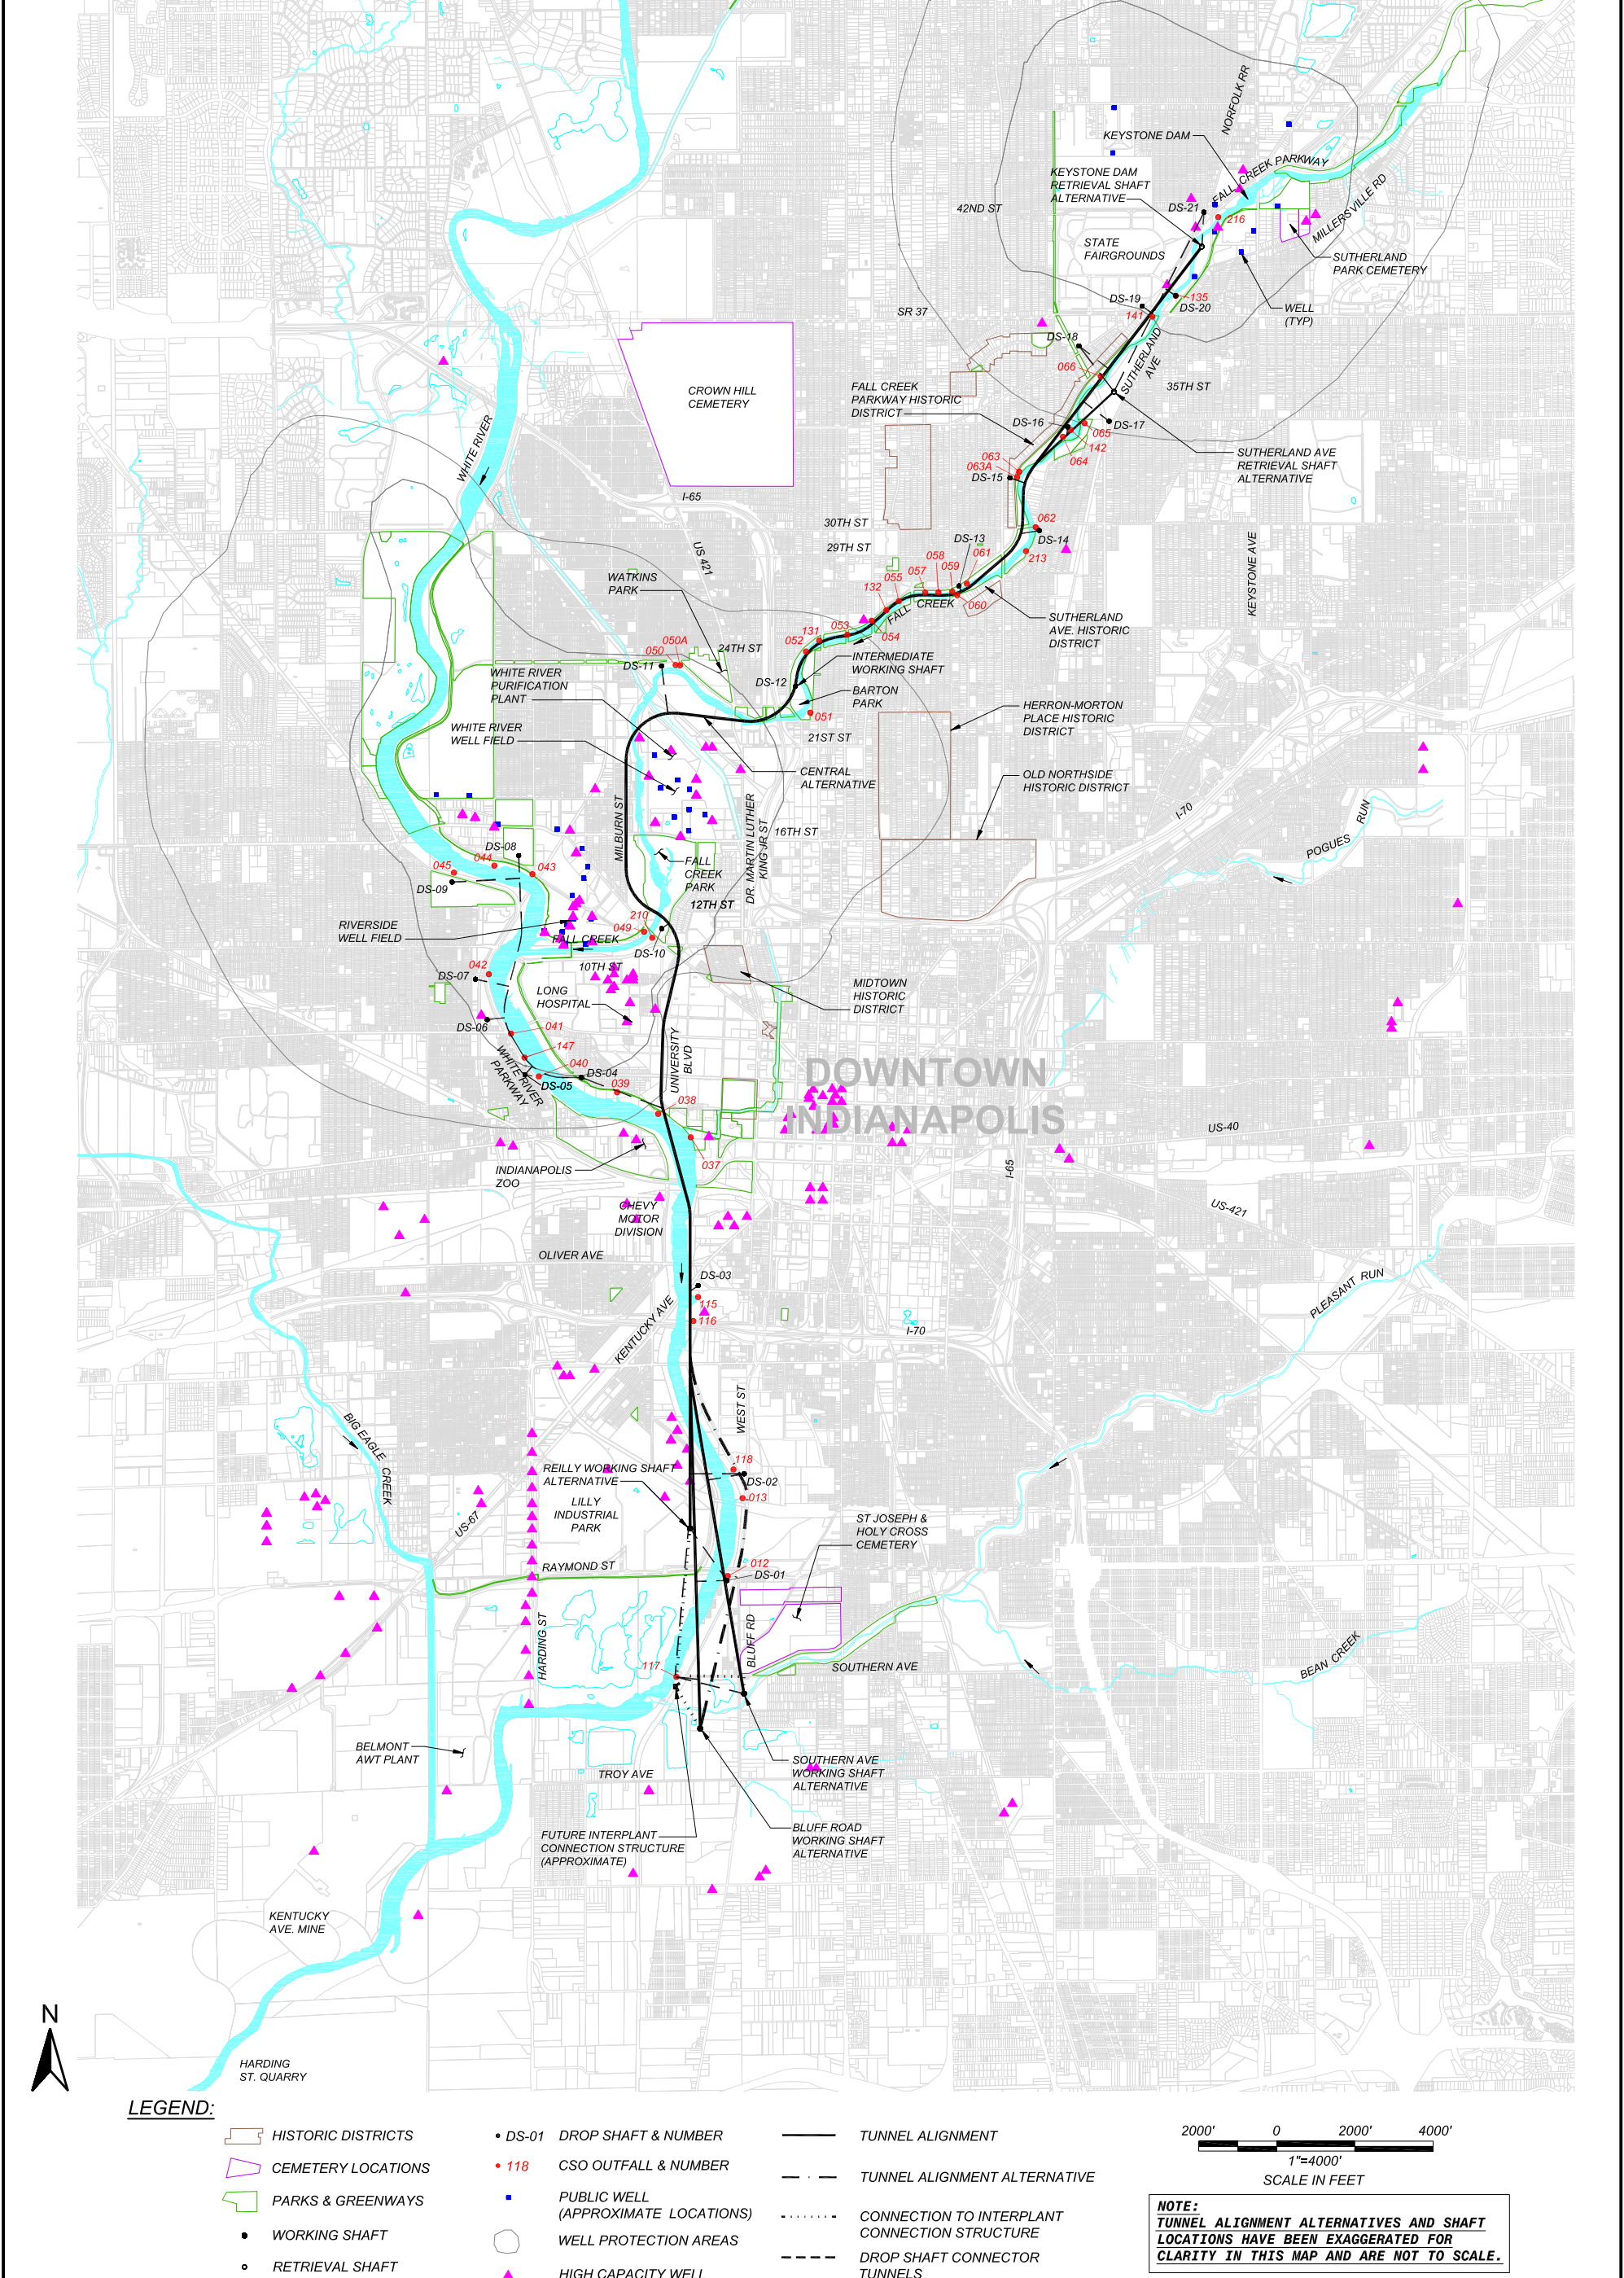 NORFOLK RR
KEYSTONE DAM
FALL CREEK PARKWAY
KEYSTONE DAM
RETRIEVAL SHAFT
ALTERNATIVE
MILLERSVILLE RD
42ND ST
DS-21
216
STATE
FAIRGROUNDS
SUTHERLAND
PARK CEMETERY
DS-19
135
DS-20
WELL
(TYP)
SR 37
141
DS-18
SUTHERLAND
AVE
066
35TH ST
CROWN HILL
CEMETERY
FALL CREEK
PARKWAY HISTORIC
DISTRICT
DS-16
DS-17
065
142
064
WHITE RIVER
063
063A
DS-15
SUTHERLAND AVE
RETRIEVAL SHAFT
ALTERNATIVE
I-65
30TH ST
062
DS-14
29TH ST
DS-13
213
US 421
058
061
057
059
055
132
060
KEYSTONE AVE
WATKINS
PARK
FALL
CREEK
SUTHERLAND
AVE. HISTORIC
DISTRICT
131
053
054
050A
050
052
24TH ST
DS-11
INTERMEDIATE
WORKING SHAFT
WHITE RIVER
PURIFICATION
PLANT
DS-12
BARTON
PARK
051
HERRON-MORTON
PLACE HISTORIC
DISTRICT
WHITE RIVER
WELL FIELD
21ST ST
CENTRAL
ALTERNATIVE
OLD NORTHSIDE
HISTORIC DISTRICT
I-70
MILBURN ST
DR. MARTIN LUTHER
KING JR ST
16TH ST
POGUES RUN
DS-08
044
045
043
DS-09
FALL
CREEK
PARK
12TH ST
RIVERSIDE
WELL FIELD
210
049
FALL CREEK
DS-10
10TH ST
042
DS-07
LONG
HOSPITAL
MIDTOWN
HISTORIC
DISTRICT
DS-06
041
147
UNIVERSITY
BLVD
040
WHITE RIVER
PARKWAY
DS-04
DS-05
039
DOWNTOWN
INDIANAPOLIS
038
037
US-40
INDIANAPOLIS
ZOO
I-65
CHEVY
MOTOR
DIVISION
US-421
OLIVER AVE
DS-03
115
116
KENTUCKY AVE
I-70
PLEASANT RUN
WEST ST
BIG EAGLE CREEK
118
REILLY WORKING SHAFT
ALTERNATIVE
DS-02
013
LILLY
INDUSTRIAL
PARK
US-67
ST JOSEPH &
HOLY CROSS
CEMETERY
RAYMOND ST
012
DS-01
HARDING ST
BLUFF RD
117
SOUTHERN AVE
BEAN CREEK
BELMONT
AWT PLANT
TROY AVE
SOUTHERN AVE
WORKING SHAFT
ALTERNATIVE
FUTURE INTERPLANT
CONNECTION STRUCTURE
(APPROXIMATE)
BLUFF ROAD
WORKING SHAFT
ALTERNATIVE
KENTUCKY
AVE. MINE
N
HARDING
ST. QUARRY
LEGEND:
HISTORIC DISTRICTS
CEMETERY LOCATIONS
PARKS & GREENWAYS
WORKING SHAFT
RETRIEVAL SHAFT
DS-01 DROP SHAFT & NUMBER
118 CSO OUTFALL & NUMBER
PUBLIC WELL
(APPROXIMATE LOCATIONS)
WELL PROTECTION AREAS
HIGH CAPACITY WELL
TUNNEL ALIGNMENT
TUNNEL ALIGNMENT ALTERNATIVE
CONNECTION TO INTERPLANT
CONNECTION STRUCTURE
DROP SHAFT CONNECTOR
TUNNELS
2000' 0 2000' 4000'
1"=4000'
SCALE IN FEET
NOTE:
TUNNEL ALIGNMENT ALTERNATIVES AND SHAFT
LOCATIONS HAVE BEEN EXAGGERATED FOR
CLARITY IN THIS MAP AND ARE NOT TO SCALE.